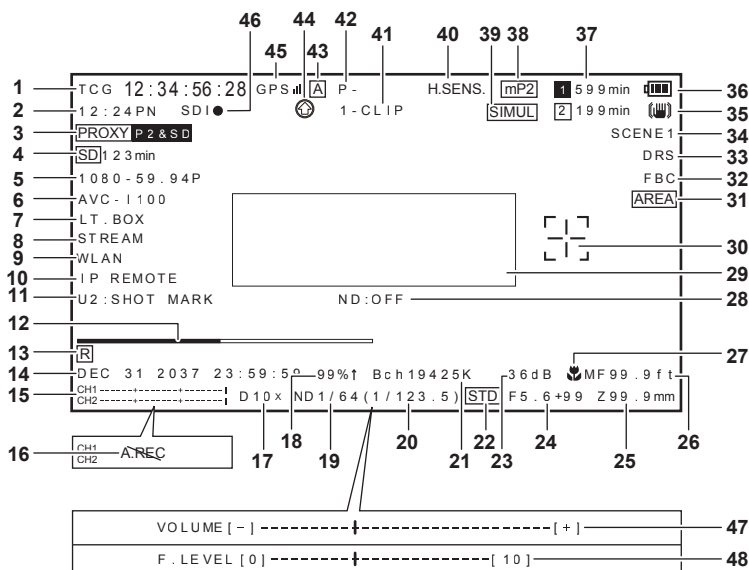 46 44 43 42 41 40 39 38 37
45
1 TCG 12:34:56:28 GPS A P- H.SENS. mP2 1 599min 36
2 12:24PN SDI● 1-CLIP SIMUL 2 199min 35
3 PROXY P2&SD SCENE1 34
4 SD 123min DRS 33
5 1080-59.94P FBC 32
6 AVC-I100 AREA 31
7 LT.BOX
8 STREAM 30
9 WLAN
10 IP REMOTE 29
11 U2:SHOT MARK ND:OFF 28
12
13 R 27
14 DEC 31 2037 23:59:59 99%↑ Bch19425K 36dB MF99.9ft
15 CH1 CH2 D10x ND1/64(1/123.5) STD F5.6+99 Z99.9mm
16 CH1 CH2 A.REC 17 18 19 20 21 22 23 24 25 26
VOLUME[-] [+] 47
F.LEVEL[0] [10] 48